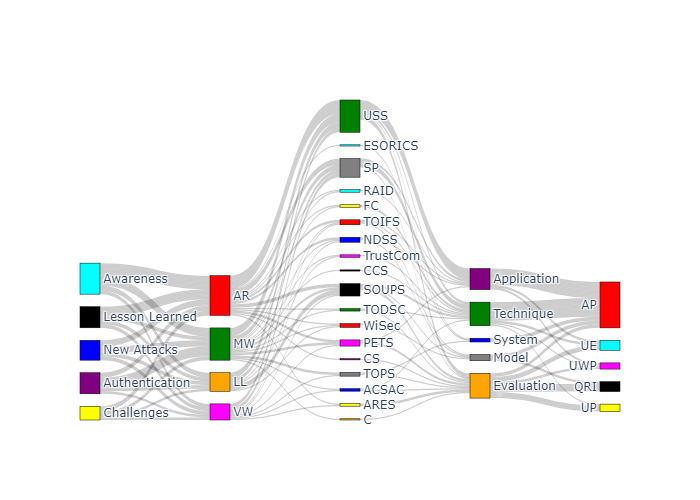 Awareness
Lesson Learned
New Attacks
Authentication
Challenges
AR
MW
LL
VW
USS
ESORICS
SP
RAID
FC
TOIFS
NDSS
TrustCom
CCS
SOUPS
TODSC
WiSec
PETS
CS
TOPS
ACSAC
ARES
C
Application
Technique
System
Model
Evaluation
AP
UE
UWP
QRI
UP